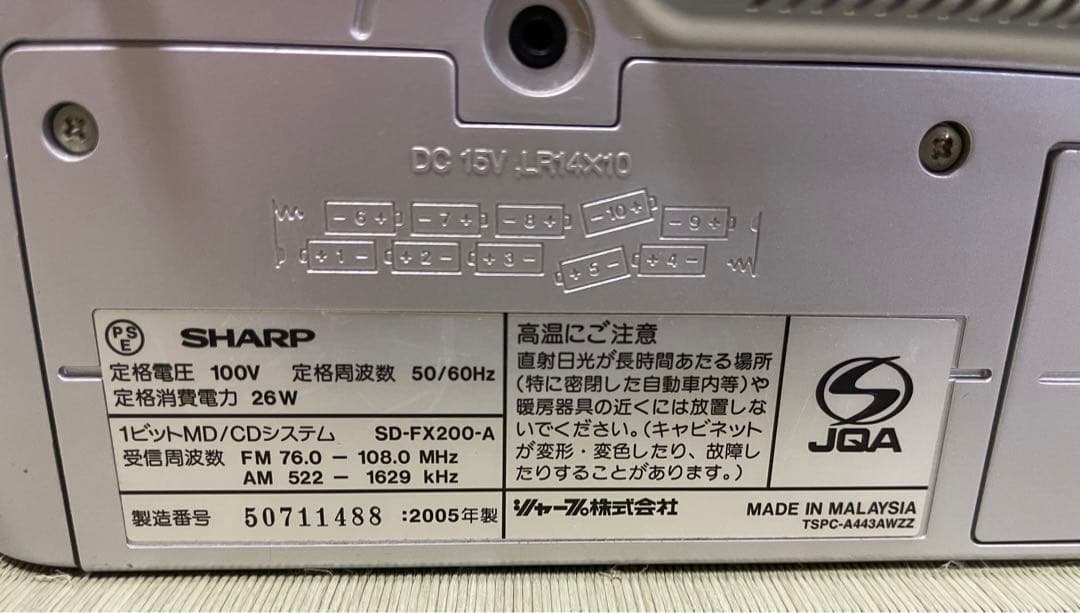 DC 15V LR14X10
- 6 + - 7 + - 8 + - 10 + - 9 +
+ 1 - + 2 - + 3 - + 5 - + 4 -
PS
E
SHARP
定格電圧 100V 定格周波数 50/60Hz
定格消費電力 26W
1ビットMD/CDシステム SD-FX200-A
受信周波数 FM 76.0 - 108.0 MHz
AM 522 - 1629 kHz
製造番号 50711488 :2005年製
高温にご注意
直射日光が長時間あたる場所
(特に密閉した自動車内等)や
暖房器具の近くには放置しな
いでください。(キャビネット
が変形・変色したり、故障し
たりすることがあります。)
JQA
シャープ株式会社
MADE IN MALAYSIA
TSPC-A443AWZZ